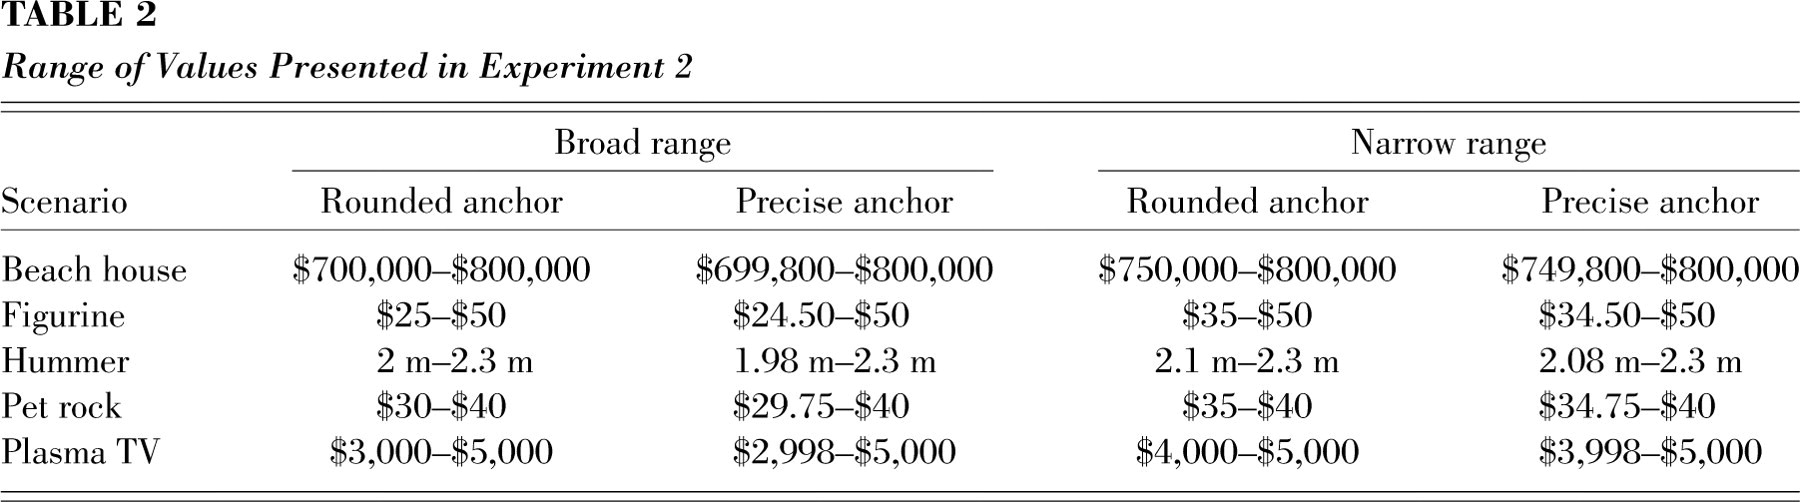 TABLE 2
Range of Values Presented in Experiment 2
Broad range Narrow range
Scenario Rounded anchor Precise anchor Rounded anchor Precise anchor
Beach house $700,000–$800,000 $699,800–$800,000 $750,000–$800,000 $749,800–$800,000
Figurine $25–$50 $24.50–$50 $35–$50 $34.50–$50
Hummer 2 m–2.3 m 1.98 m–2.3 m 2.1 m–2.3 m 2.08 m–2.3 m
Pet rock $30–$40 $29.75–$40 $35–$40 $34.75–$40
Plasma TV $3,000–$5,000 $2,998–$5,000 $4,000–$5,000 $3,998–$5,000